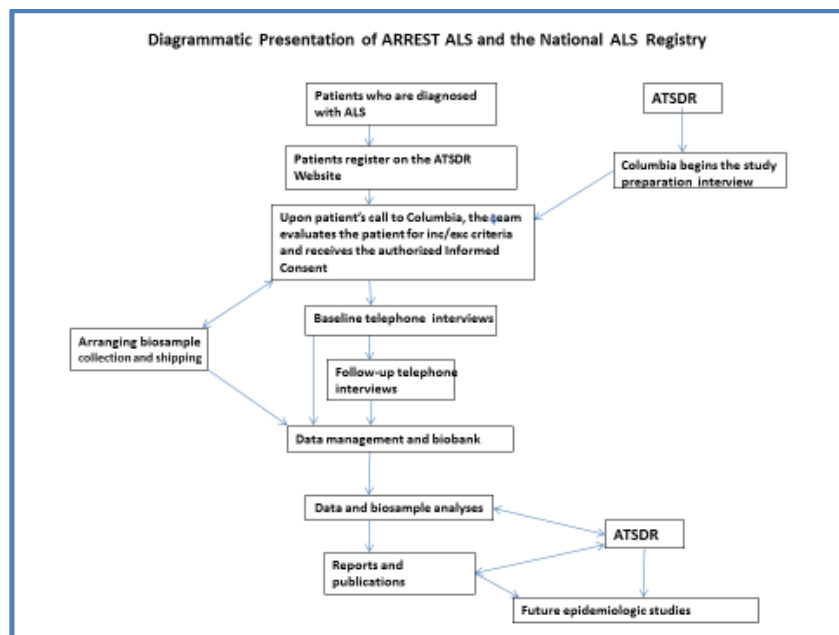 Diagrammatic Presentation of ARREST ALS and the National ALS Registry
Patients who are diagnosed
with ALS
ATSDR
Patients register on the ATSDR
Website
Columbia begins the study
preparation interview
Upon patient's call to Columbia, the team
evaluates the patient for inc/exc criteria
and receives the authorized Informed
Consent
Baseline telephone interviews
Arranging biosample
collection and shipping
Follow-up telephone
interviews
Data management and biobank
Data and biosample analyses
ATSDR
Reports and
publications
Future epidemiologic studies